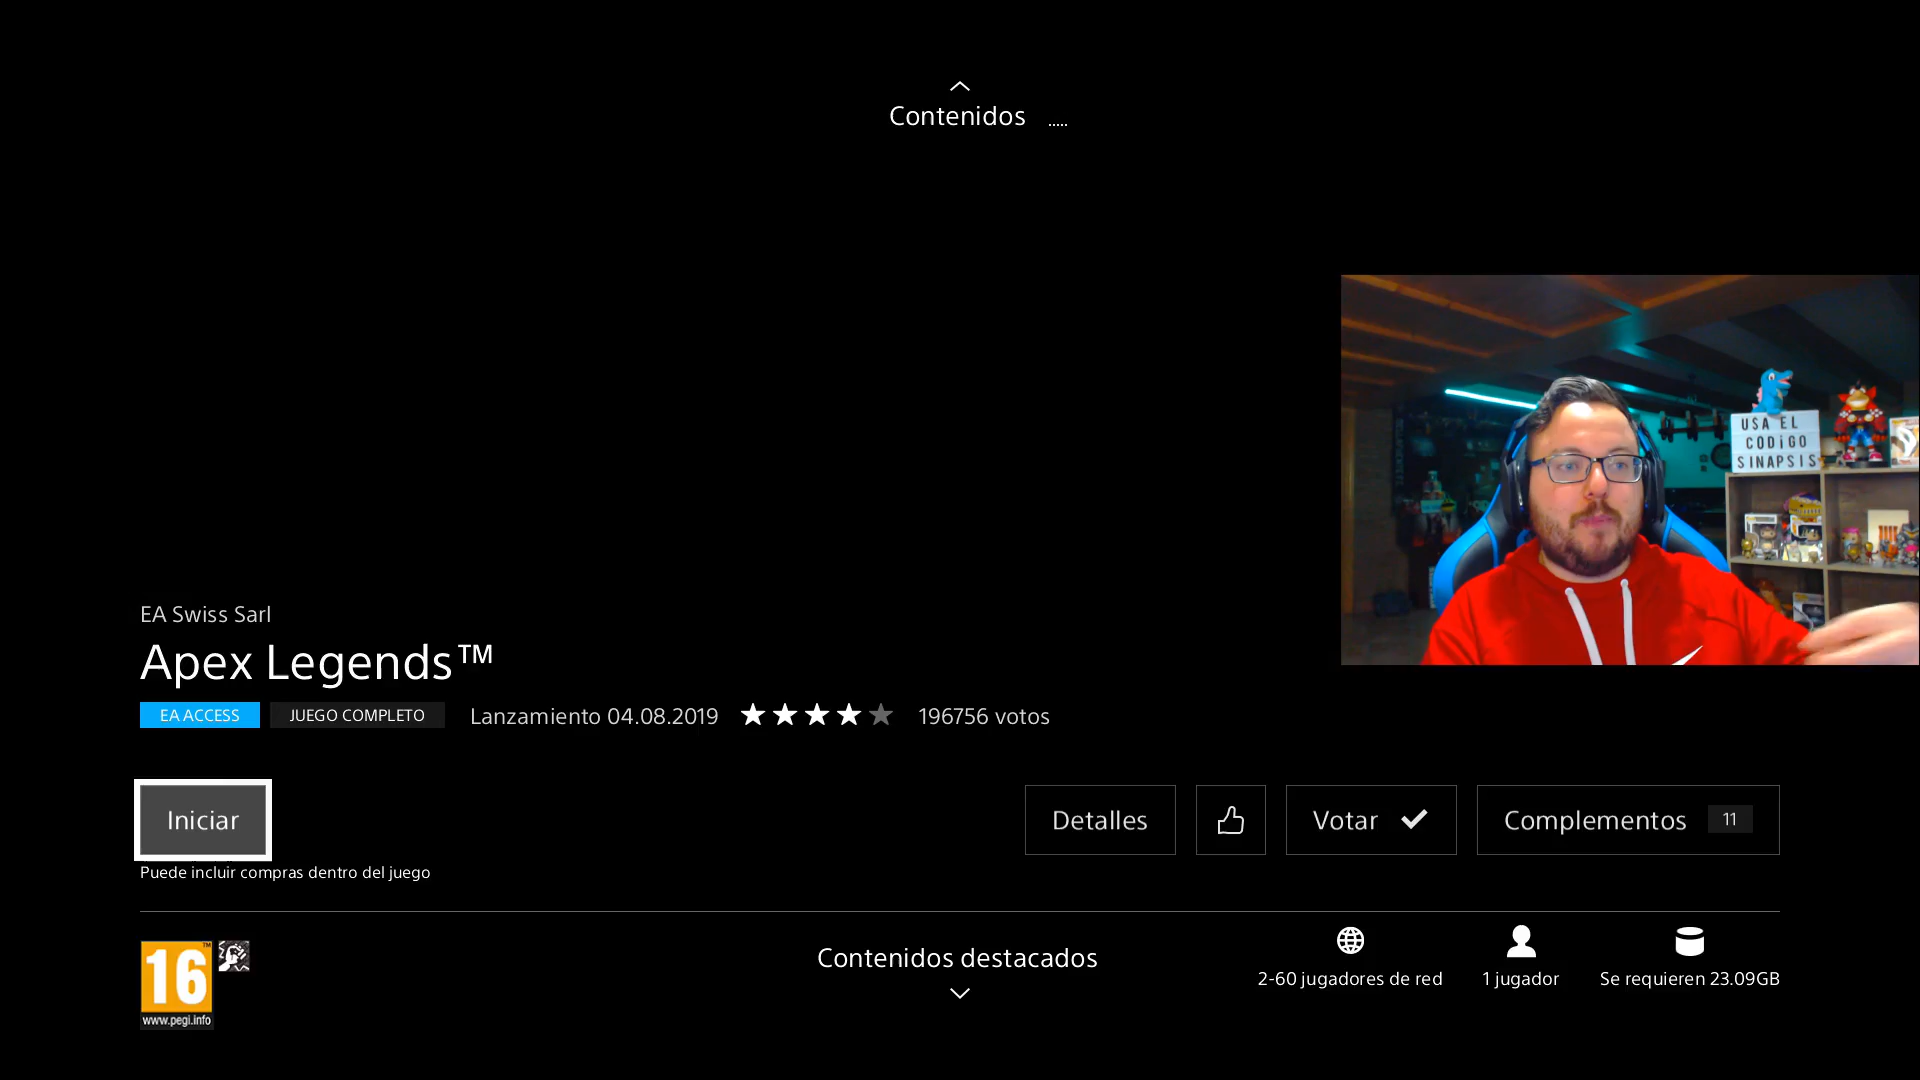 Contenidos .....
USA EL
CODiGO
SINAPSIS
EA Swiss Sarl
Apex Legends™
EA ACCESS JUEGO COMPLETO Lanzamiento 04.08.2019 196756 votos
Iniciar Detalles Votar Complementos 11
Puede incluir compras dentro del juego
16 ™
www.pegi.info
Contenidos destacados
2-60 jugadores de red 1 jugador Se requieren 23.09GB